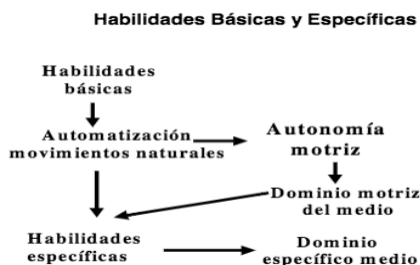 Habilidades Básicas y Específicas
Habilidades
básicas
Automatización
movimientos naturales
Autonomía
motriz
Dominio motriz
del medio
Habilidades
específicas
Dominio
específico medio